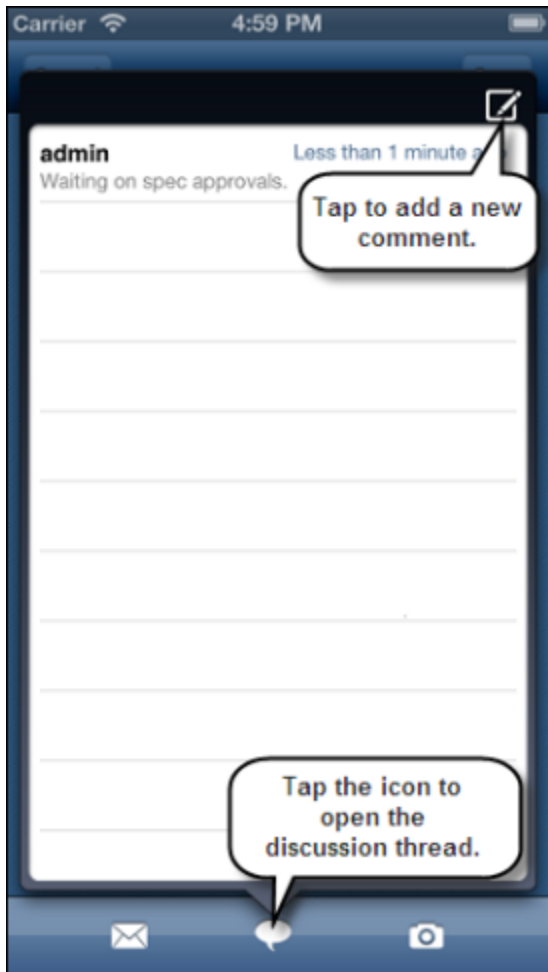 Carrier 4:59 PM
admin Less than 1 minute a
Waiting on spec approvals.
Tap to add a new
comment.
Tap the icon to
open the
discussion thread.